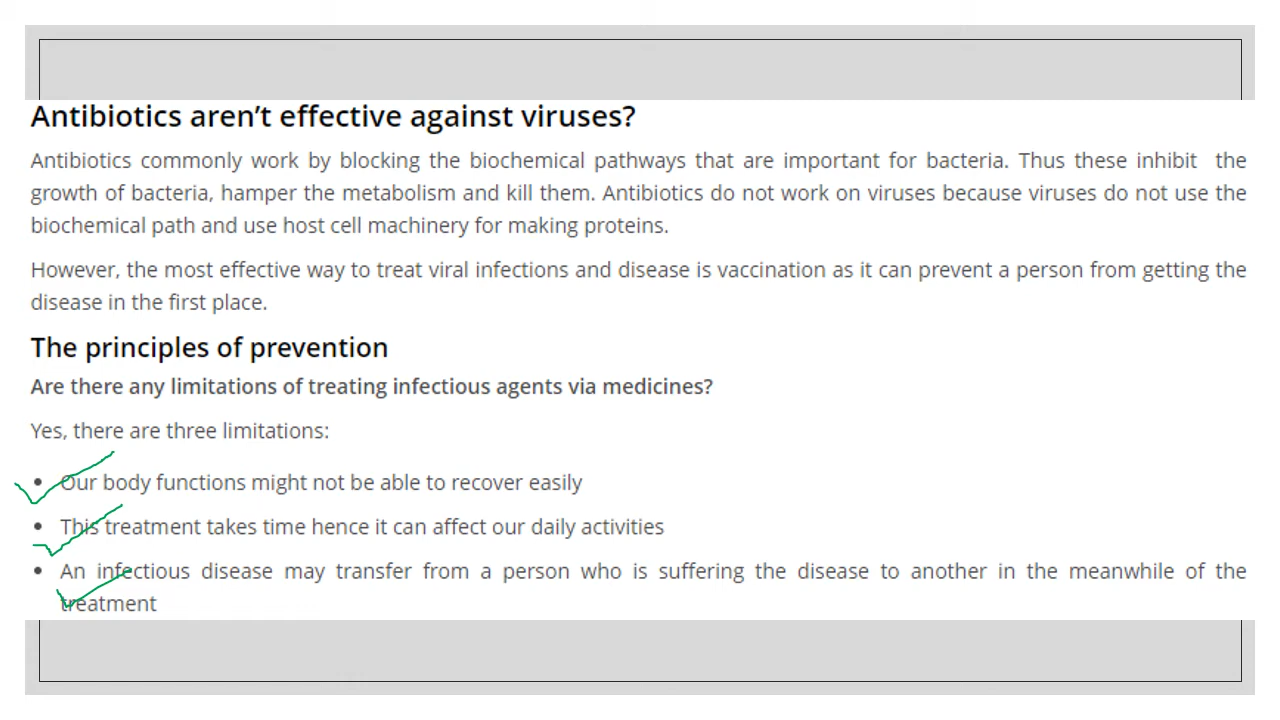 Antibiotics aren’t effective against viruses?
Antibiotics commonly work by blocking the biochemical pathways that are important for bacteria. Thus these inhibit the
growth of bacteria, hamper the metabolism and kill them. Antibiotics do not work on viruses because viruses do not use the
biochemical path and use host cell machinery for making proteins.
However, the most effective way to treat viral infections and disease is vaccination as it can prevent a person from getting the
disease in the first place.
The principles of prevention
Are there any limitations of treating infectious agents via medicines?
Yes, there are three limitations:
• Our body functions might not be able to recover easily
• This treatment takes time hence it can affect our daily activities
• An infectious disease may transfer from a person who is suffering the disease to another in the meanwhile of the
treatment